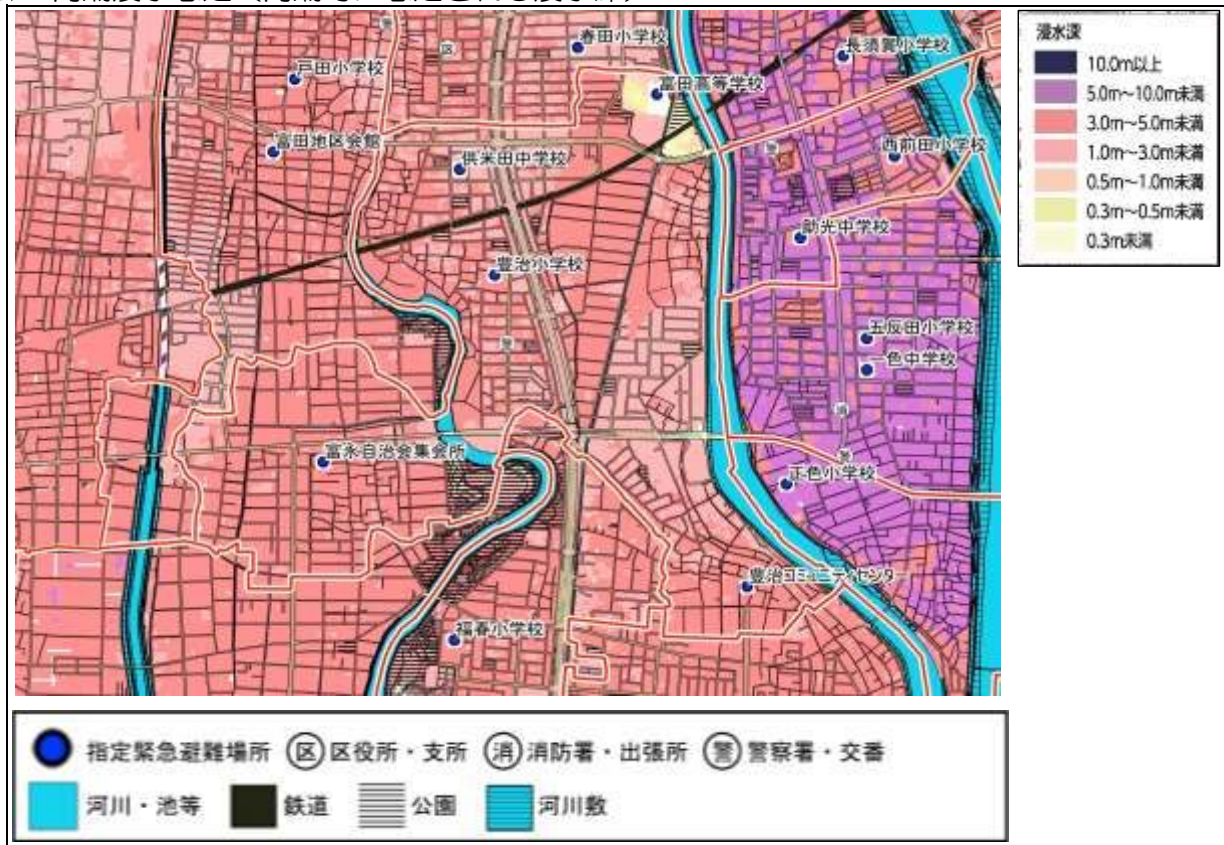 浸水深
10.0m以上
5.0m～10.0m未満
3.0m～5.0m未満
1.0m～3.0m未満
0.5m～1.0m未満
0.3m～0.5m未満
0.3m未満
春田小学校
長須賀小学校
戸田小学校
富田高等学校
富田地区会館
供米田中学校
西前田小学校
助光中学校
豊治小学校
五反田小学校
一色中学校
消
富永自治会集会所
正色小学校
豊治コミュニティセンター
福春小学校
指定緊急避難場所
区 区役所・支所
消 消防署・出張所
警 警察署・交番
河川・池等
鉄道
公園
河川敷